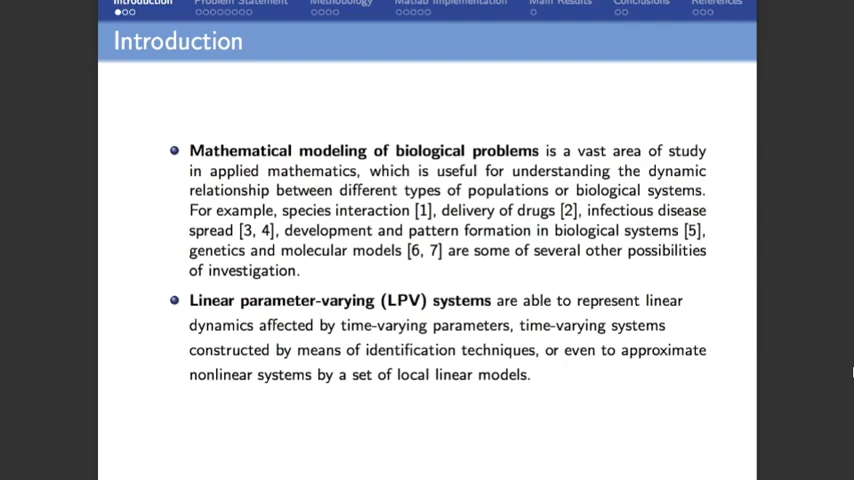 Introduction Problem Statement Methodology Matlab Implementation Main Results Conclusions References
Introduction
Mathematical modeling of biological problems is a vast area of study
in applied mathematics, which is useful for understanding the dynamic
relationship between different types of populations or biological systems.
For example, species interaction [1], delivery of drugs [2], infectious disease
spread [3, 4], development and pattern formation in biological systems [5],
genetics and molecular models [6, 7] are some of several other possibilities
of investigation.
Linear parameter-varying (LPV) systems are able to represent linear
dynamics affected by time-varying parameters, time-varying systems
constructed by means of identification techniques, or even to approximate
nonlinear systems by a set of local linear models.